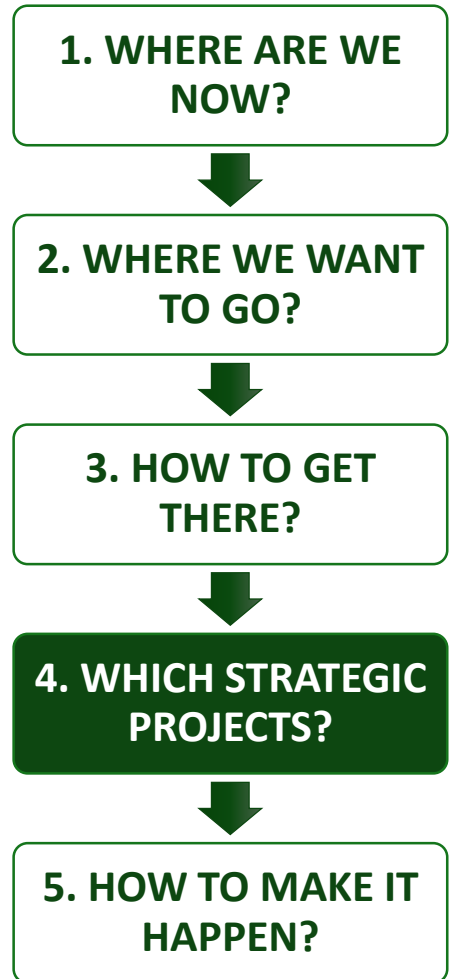 1. WHERE ARE WE
NOW?
2. WHERE WE WANT
TO GO?
3. HOW TO GET
THERE?
4. WHICH STRATEGIC
PROJECTS?
5. HOW TO MAKE IT
HAPPEN?